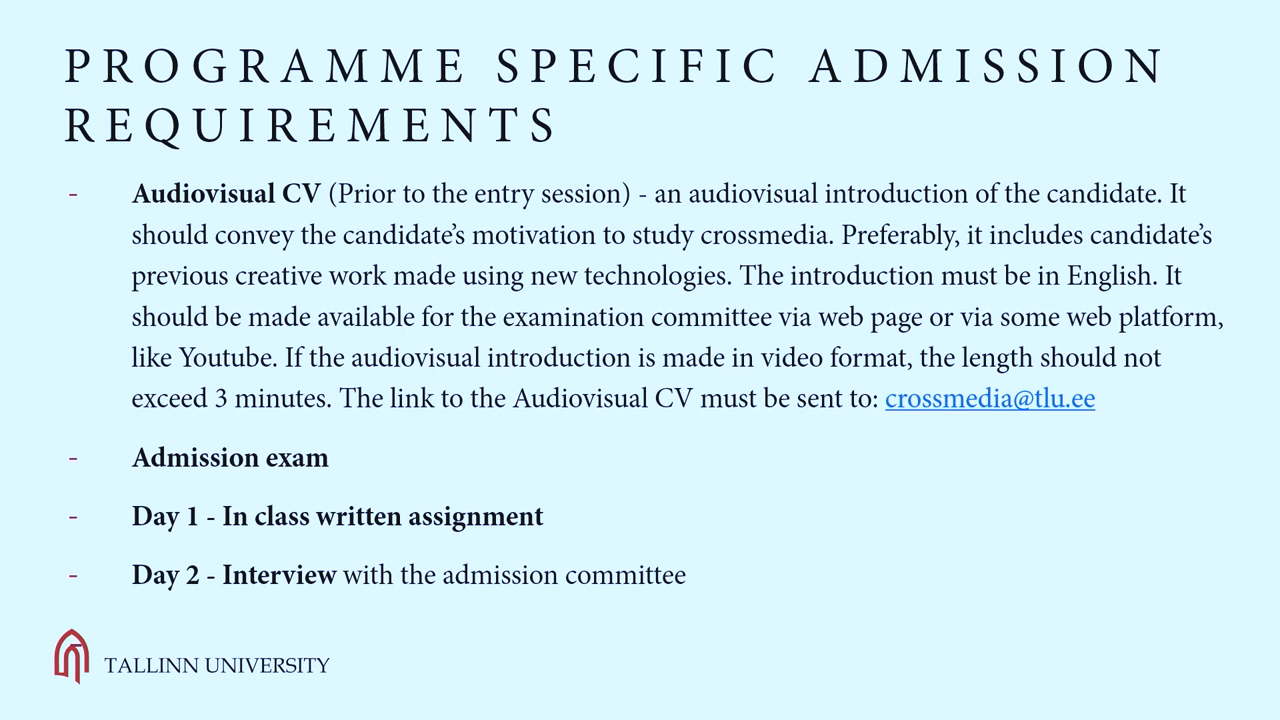 PROGRAMME SPECIFIC ADMISSION
REQUIREMENTS
- Audiovisual CV (Prior to the entry session) - an audiovisual introduction of the candidate. It
should convey the candidate’s motivation to study crossmedia. Preferably, it includes candidate’s
previous creative work made using new technologies. The introduction must be in English. It
should be made available for the examination committee via web page or via some web platform,
like Youtube. If the audiovisual introduction is made in video format, the length should not
exceed 3 minutes. The link to the Audiovisual CV must be sent to: crossmedia@tlu.ee
- Admission exam
- Day 1 - In class written assignment
- Day 2 - Interview with the admission committee
TALLINN UNIVERSITY